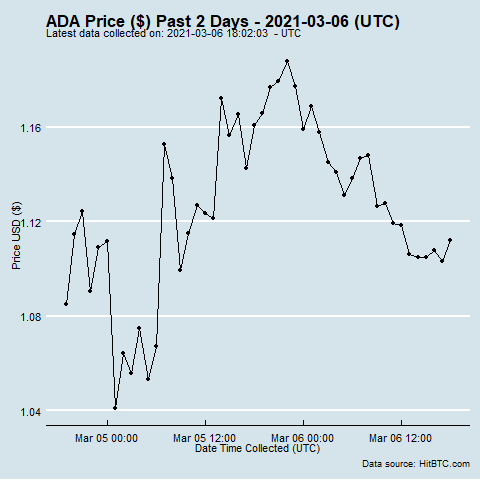 ADA Price ($) Past 2 Days - 2021-03-06 (UTC)
Latest data collected on: 2021-03-06 18:02:03 - UTC
1.16
1.12
1.08
1.04
Price USD ($)
Mar 05 00:00 Mar 05 12:00 Mar 06 00:00 Mar 06 12:00
Date Time Collected (UTC)
Data source: HitBTC.com